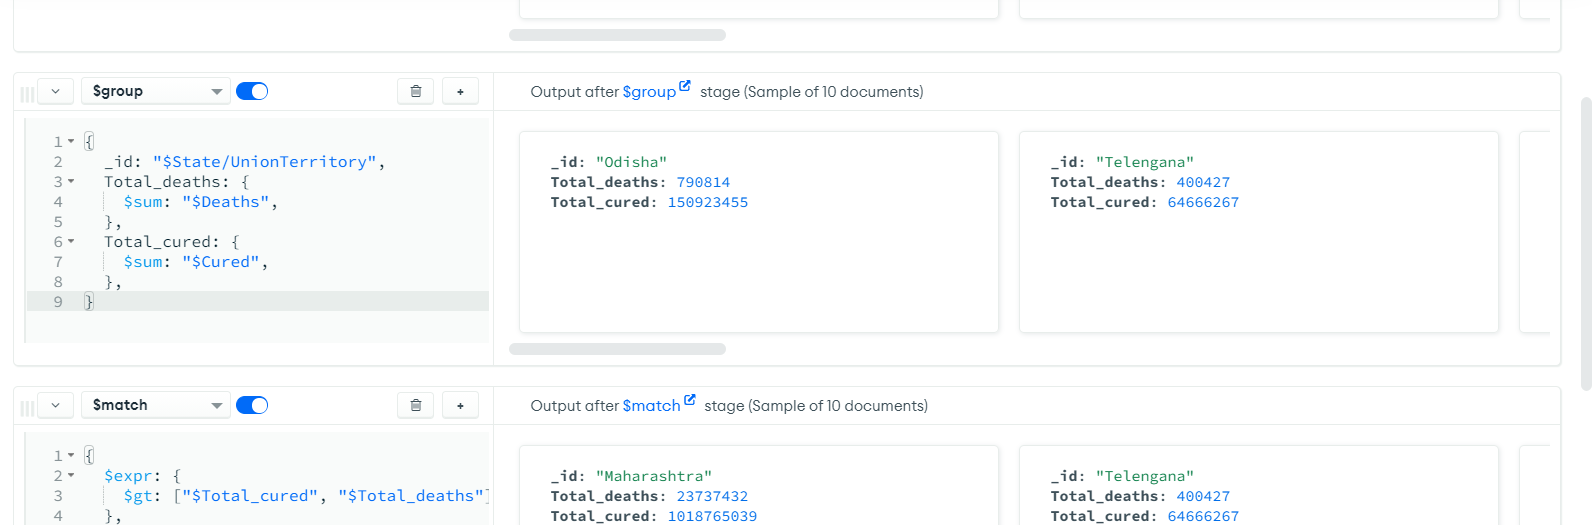 $group
Output after $group stage (Sample of 10 documents)
1 {
2 _id: "$State/UnionTerritory",
3 Total_deaths: {
4 $sum: "$Deaths",
5 },
6 Total_cured: {
7 $sum: "$Cured",
8 },
9 }
_id: "Odisha"
Total_deaths: 790814
Total_cured: 150923455
_id: "Telengana"
Total_deaths: 400427
Total_cured: 64666267
$match
Output after $match stage (Sample of 10 documents)
1 {
2 $expr: {
3 $gt: ["$Total_cured", "$Total_deaths"]
4 },
_id: "Maharashtra"
Total_deaths: 23737432
Total_cured: 1018765039
_id: "Telengana"
Total_deaths: 400427
Total_cured: 64666267